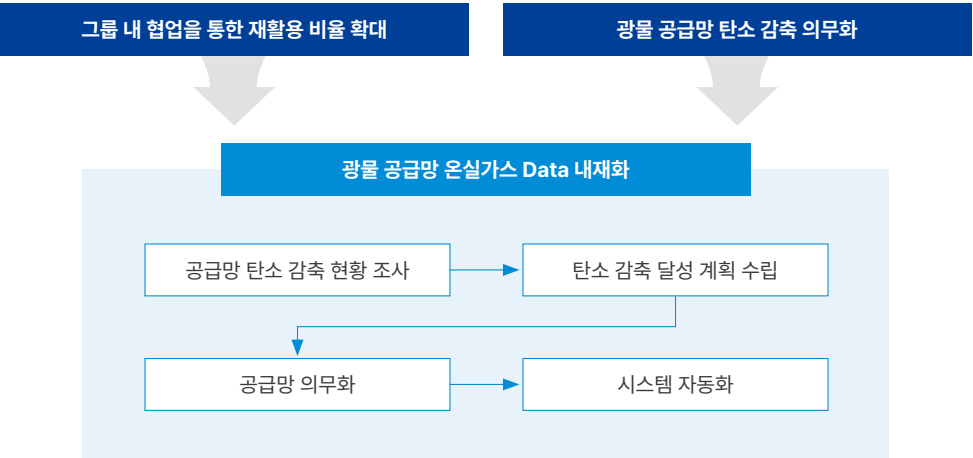 그룹 내 협업을 통한 재활용 비율 확대
광물 공급망 탄소 감축 의무화
광물 공급망 온실가스 Data 내재화
공급망 탄소 감축 현황 조사
탄소 감축 달성 계획 수립
공급망 의무화
시스템 자동화